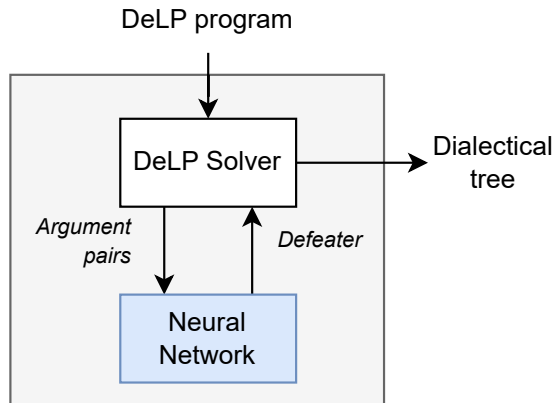 DeLP program
DeLP Solver
Dialectical
tree
Argument
pairs
Defeater
Neural
Network